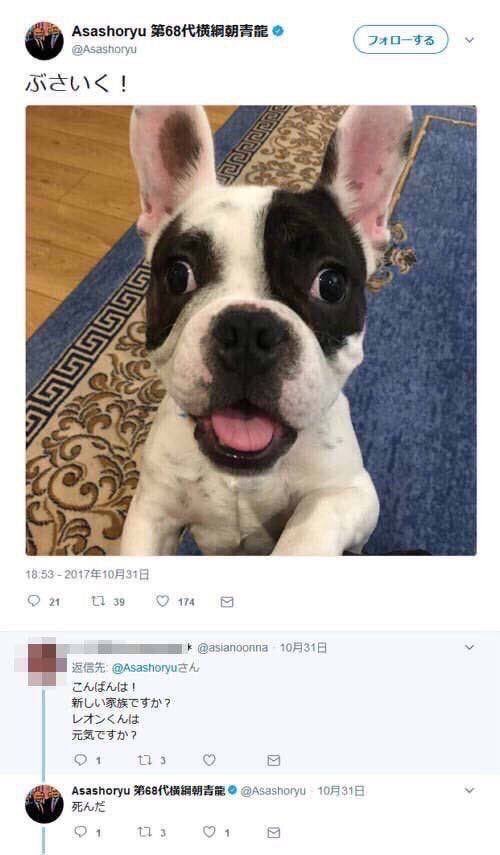 Asashoryu 第68代横綱朝青龍
@Asashoryu
フォローする
ぶさいく！
18:53 - 2017年10月31日
21 39 174
@asianoonna · 10月31日
返信先: @Asashoryuさん
こんばんは！
新しい家族ですか？
レオンくんは
元気ですか？
1 3
Asashoryu 第68代横綱朝青龍 @Asashoryu · 10月31日
死んだ
1 3 1